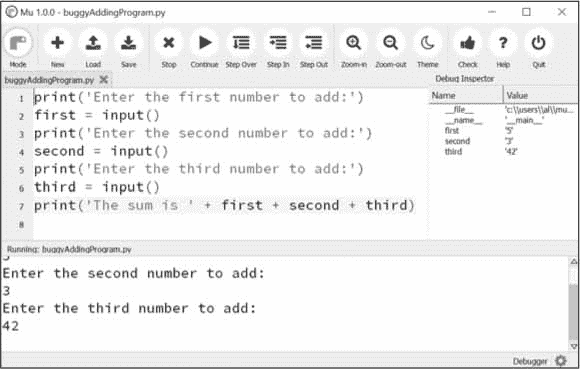 Mu 1.0.0 - buggyAddingProgram.py
Mode New Load Save Stop Continue Step Over Step In Step Out Zoom-in Zoom-out Theme Check Help Quit
buggyAddingProgram.py
1 print('Enter the first number to add:')
2 first = input()
3 print('Enter the second number to add:')
4 second = input()
5 print('Enter the third number to add:')
6 third = input()
7 print('The sum is ' + first + second + third)
8
Debug Inspector
Name Value
__file__ 'c:\\users\\al\\mu...
__name__ '__main__'
first '5'
second '3'
third '42'
Running: buggyAddingProgram.py
Enter the second number to add:
3
Enter the third number to add:
42
Debugger